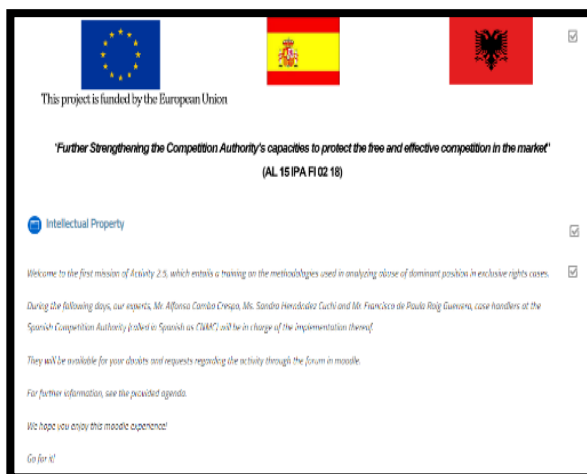 This project is funded by the European Union
"Further Strengthening the Competition Authority's capacities to protect the free and effective competition in the market"
(AL 15 IPA FI 02 18)
Intellectual Property
Welcome to the first mission of Activity 2.5, which entails a training on the methodologies used in analyzing abuse of dominant position in exclusive rights cases.
During the following days, our experts, Mr. Alfonso Camba Crespo, Ms. Sandra Hernández Cuchi and Mr. Francisco de Paula Roig Guerrero, case handlers at the
Spanish Competition Authority (called in Spanish as CNMC) will be in charge of the implementation thereof.
They will be available for your doubts and requests regarding the activity through the forum in moodle.
For further information, see the provided agenda.
We hope you enjoy this moodle experience!
Go for it!